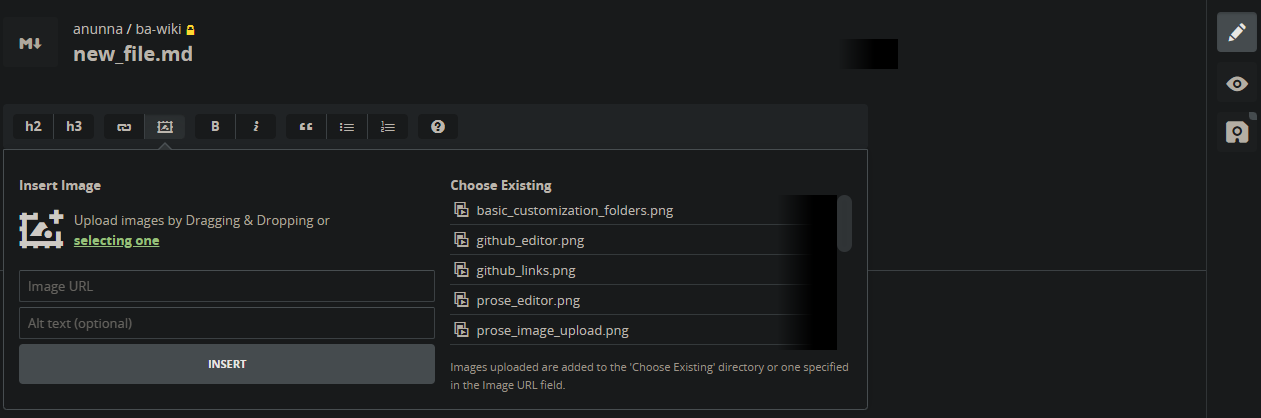 M↓
anunna / ba-wiki
new_file.md
h2 h3 B i “ ?
Insert Image
Upload images by Dragging & Dropping or
selecting one
Image URL
Alt text (optional)
INSERT
Choose Existing
basic_customization_folders.png
github_editor.png
github_links.png
prose_editor.png
prose_image_upload.png
Images uploaded are added to the 'Choose Existing' directory or one specified
in the Image URL field.